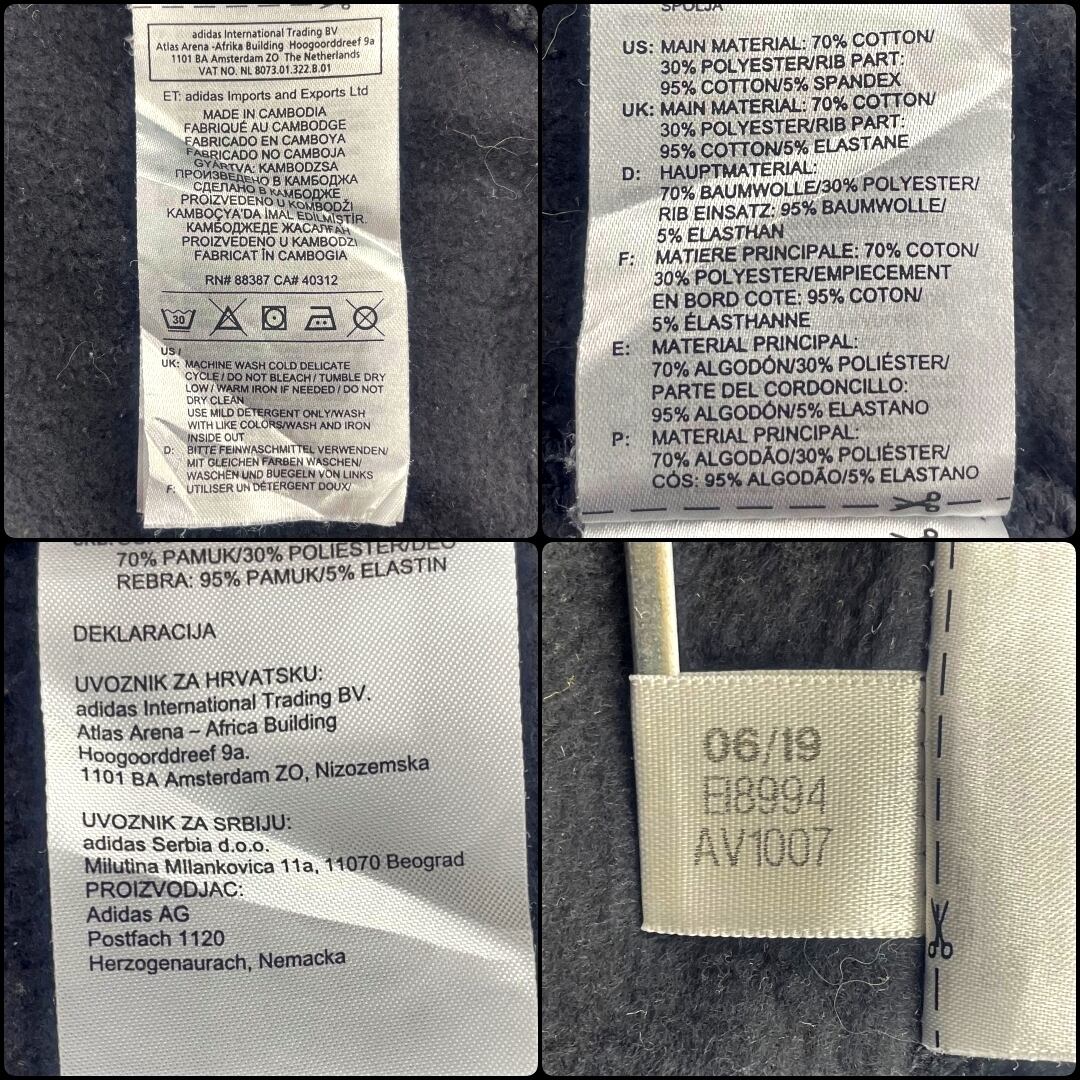 adidas International Trading BV
Atlas Arena -Afrika Building Hoogoorddreef 9a
1101 BA Amsterdam ZO The Netherlands
VAT NO. NL 8073.01.322.B.01
ET: adidas Imports and Exports Ltd
MADE IN CAMBODIA
FABRIQUÉ AU CAMBODGE
FABRICADO EN CAMBOYA
FABRICADO NO CAMBOJA
GYÁRTVA: KAMBODZSA
ПРОИЗВЕДЕНО В КАМБОДЖА
СДЕЛАНО В КАМБОДЖЕ
PROIZVEDENO U KOMBODŽI
KAMBOÇYA'DA İMAL EDİLMİŞTİR.
КАМБОДЖЕДЕ ЖАСАЛҒАН
PROIZVEDENO U KAMBODZI
FABRICAT ÎN CAMBOGIA
RN# 88387 CA# 40312
30
US /
UK: MACHINE WASH COLD DELICATE
CYCLE / DO NOT BLEACH / TUMBLE DRY
LOW / WARM IRON IF NEEDED / DO NOT
DRY CLEAN
USE MILD DETERGENT ONLY/WASH
WITH LIKE COLORS/WASH AND IRON
INSIDE OUT
D: BITTE FEINWASCHMITTEL VERWENDEN/
MIT GLEICHEN FARBEN WASCHEN/
WASCHEN UND BUEGELN VON LINKS
F: UTILISER UN DÉTERGENT DOUX/
SPOLJA
US: MAIN MATERIAL: 70% COTTON/
30% POLYESTER/RIB PART:
95% COTTON/5% SPANDEX
UK: MAIN MATERIAL: 70% COTTON/
30% POLYESTER/RIB PART:
95% COTTON/5% ELASTANE
D: HAUPTMATERIAL:
70% BAUMWOLLE/30% POLYESTER/
RIB EINSATZ: 95% BAUMWOLLE/
5% ELASTHAN
F: MATIERE PRINCIPALE: 70% COTON/
30% POLYESTER/EMPIECEMENT
EN BORD COTE: 95% COTON/
5% ÉLASTHANNE
E: MATERIAL PRINCIPAL:
70% ALGODÓN/30% POLIÉSTER/
PARTE DEL CORDONCILLO:
95% ALGODÓN/5% ELASTANO
P: MATERIAL PRINCIPAL:
70% ALGODÃO/30% POLIÉSTER/
CÓS: 95% ALGODÃO/5% ELASTANO
70% PAMUK/30% POLIESTER/DEO
REBRA: 95% PAMUK/5% ELASTIN
DEKLARACIJA
UVOZNIK ZA HRVATSKU:
adidas International Trading BV.
Atlas Arena – Africa Building
Hoogoorddreef 9a.
1101 BA Amsterdam ZO, Nizozemska
UVOZNIK ZA SRBIJU:
adidas Serbia d.o.o.
Milutina MIlankovica 11a, 11070 Beograd
PROIZVODJAC:
Adidas AG
Postfach 1120
Herzogenaurach, Nemacka
06/19
EI8994
AV1007